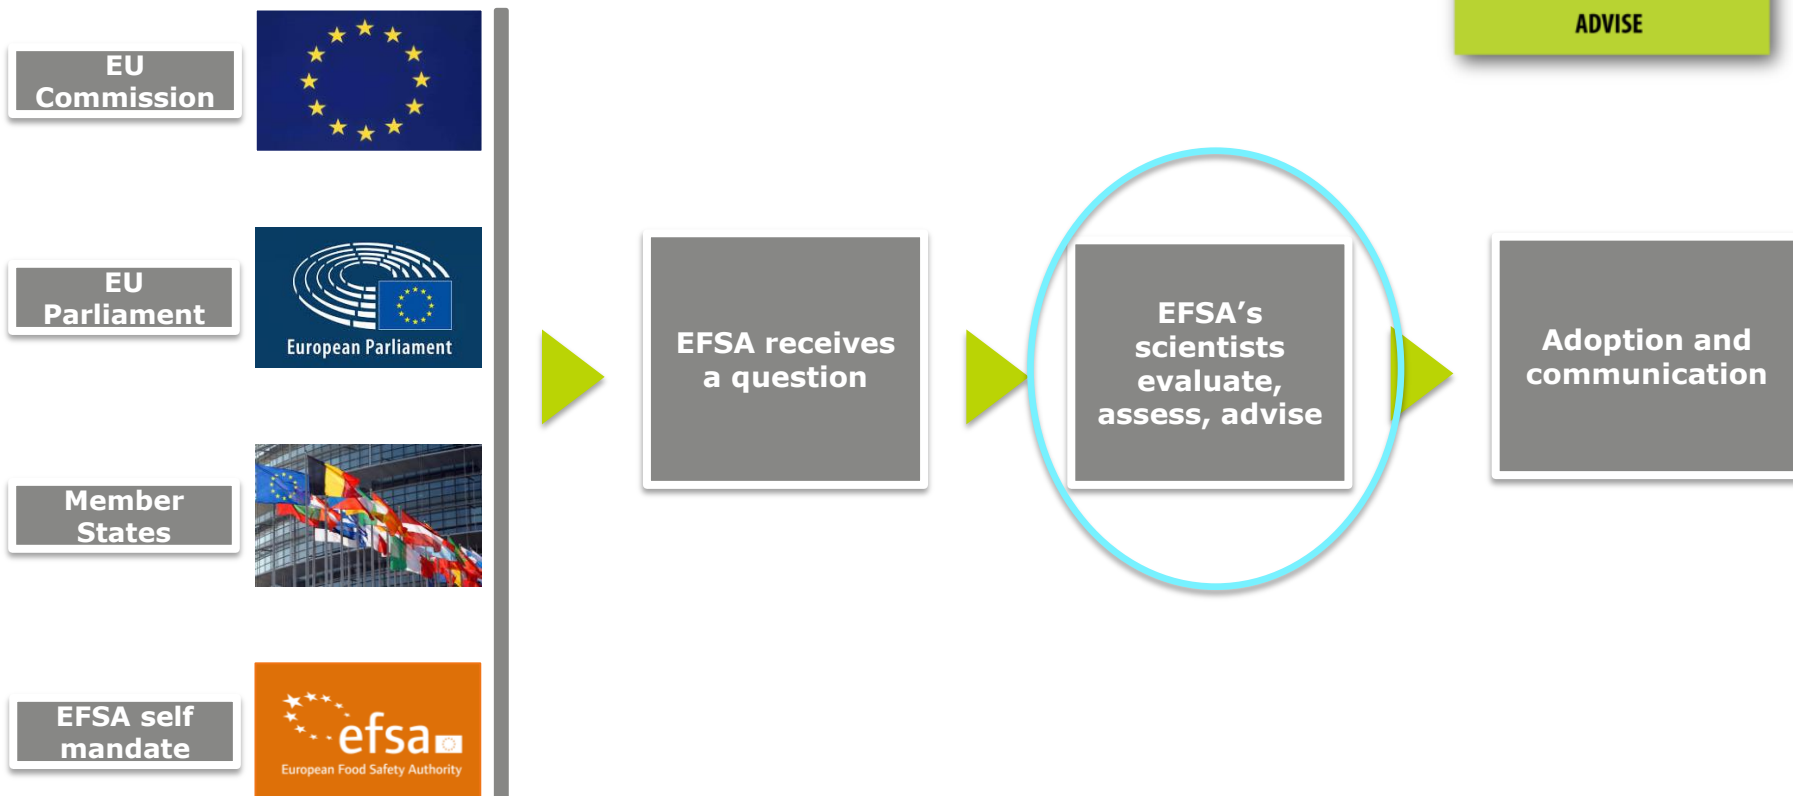 ADVISE
EU
Commission
EU
Parliament
European Parliament
Member
States
EFSA self
mandate
efsa
European Food Safety Authority
EFSA receives
a question
EFSA’s
scientists
evaluate,
assess, advise
Adoption and
communication